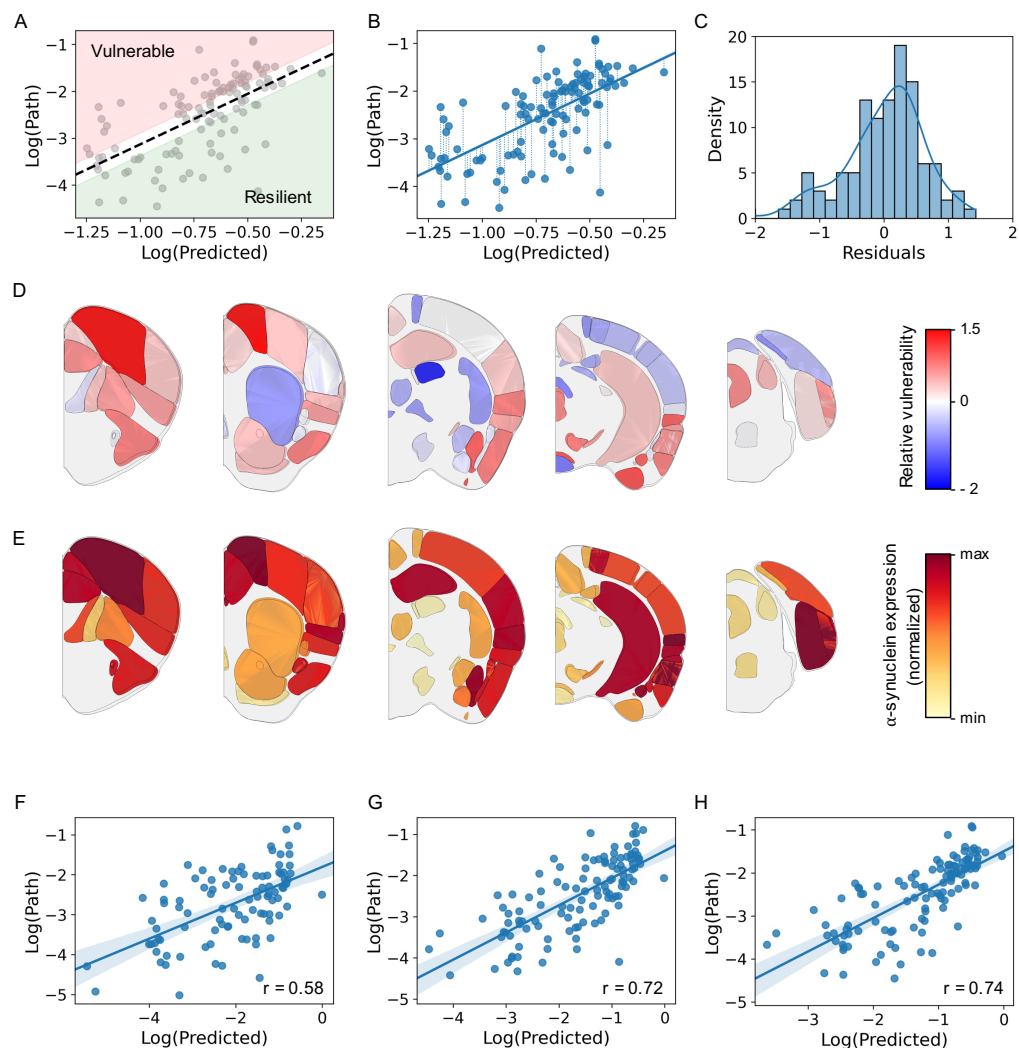 A
B
C
Vulnerable
Resilient
Log(Path)
−1
−2
−3
−4
−1.25
−1.00
−0.75
−0.50
−0.25
Log(Predicted)
Log(Path)
−1
−2
−3
−4
−1.25
−1.00
−0.75
−0.50
−0.25
Log(Predicted)
Density
20
15
10
5
0
−2
−1
0
1
2
Residuals
D
Relative vulnerability
1.5
0
- 2
E
α-synuclein expression
(normalized)
max
min
F
G
H
Log(Path)
−1
−2
−3
−4
−5
r = 0.58
−4
−2
0
Log(Predicted)
Log(Path)
−1
−2
−3
−4
−5
r = 0.72
−4
−3
−2
−1
0
Log(Predicted)
Log(Path)
−1
−2
−3
−4
−5
r = 0.74
−3
−2
−1
0
Log(Predicted)